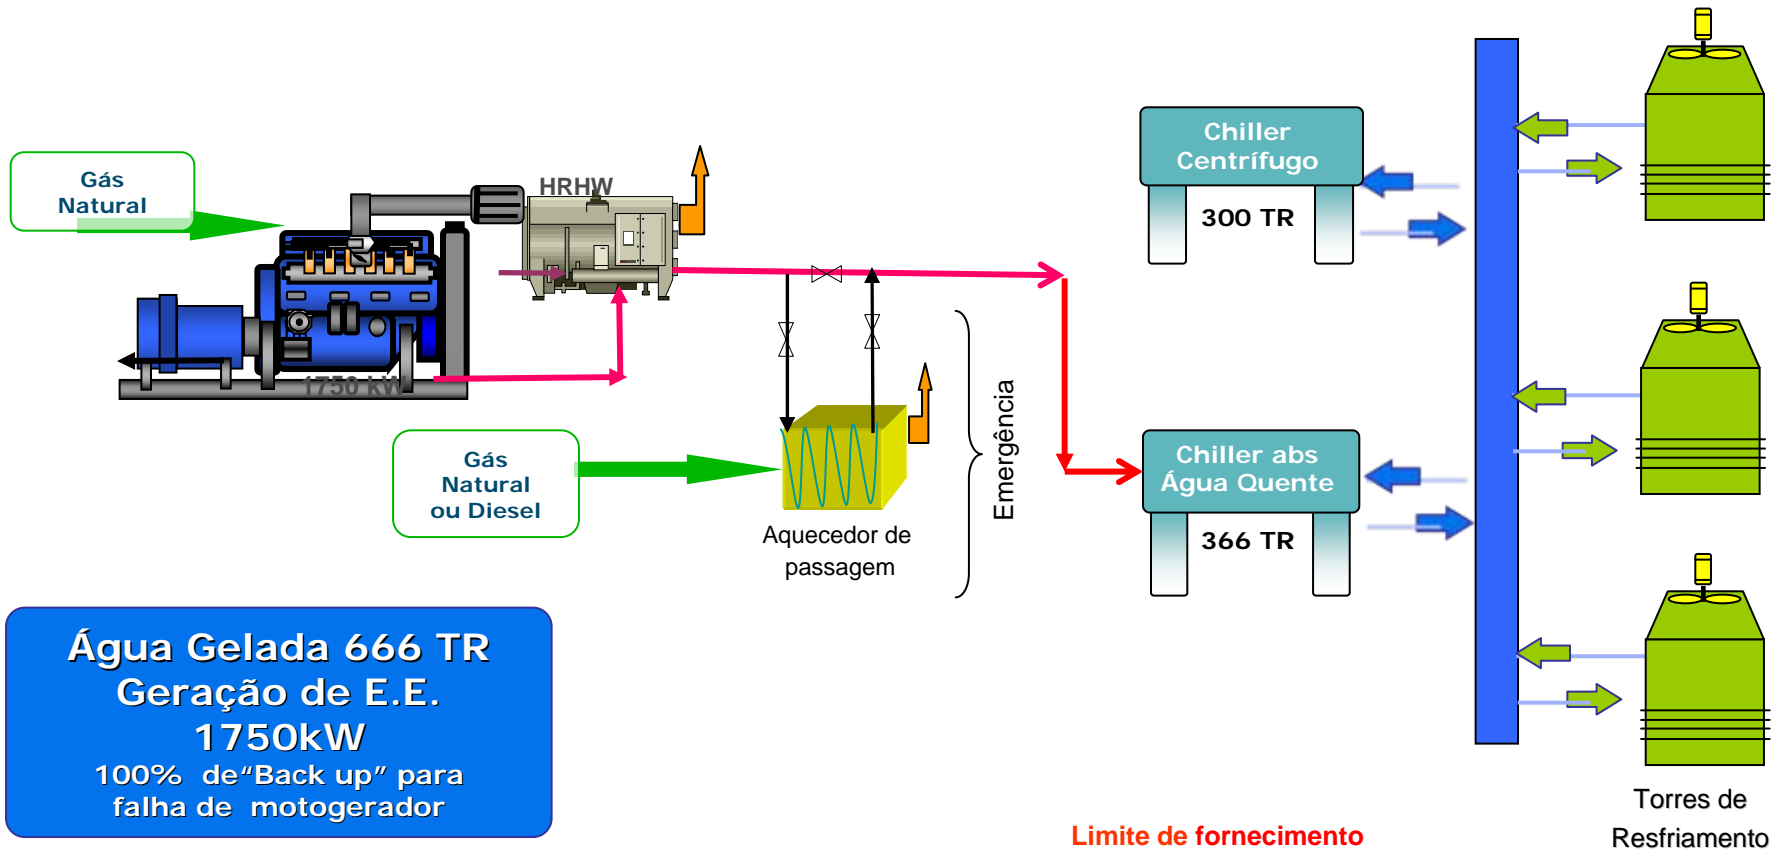 Gás
Natural
HRHW
1750 kW
Gás
Natural
ou Diesel
Aquecedor de
passagem
Emergência
Chiller
Centrífugo
300 TR
Chiller abs
Água Quente
366 TR
Água Gelada 666 TR
Geração de E.E.
1750kW
100% de“Back up” para
falha de motogerador
Limite de fornecimento
Torres de
Resfriamento